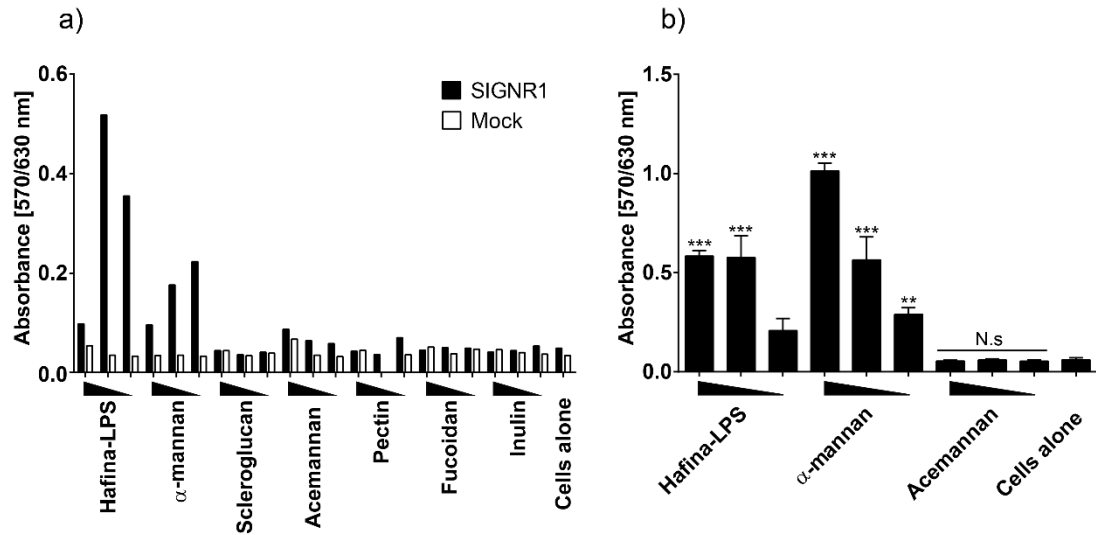 a)
0.6
0.4
0.2
0.0
Absorbance [570/630 nm]
SIGNR1
Mock
Hafina-LPS
α-mannan
Scleroglucan
Acemannan
Pectin
Fucoidan
Inulin
Cells alone
b)
1.5
1.0
0.5
0.0
Absorbance [570/630 nm]
***
***
***
***
**
N.s
Hafina-LPS
α-mannan
Acemannan
Cells alone